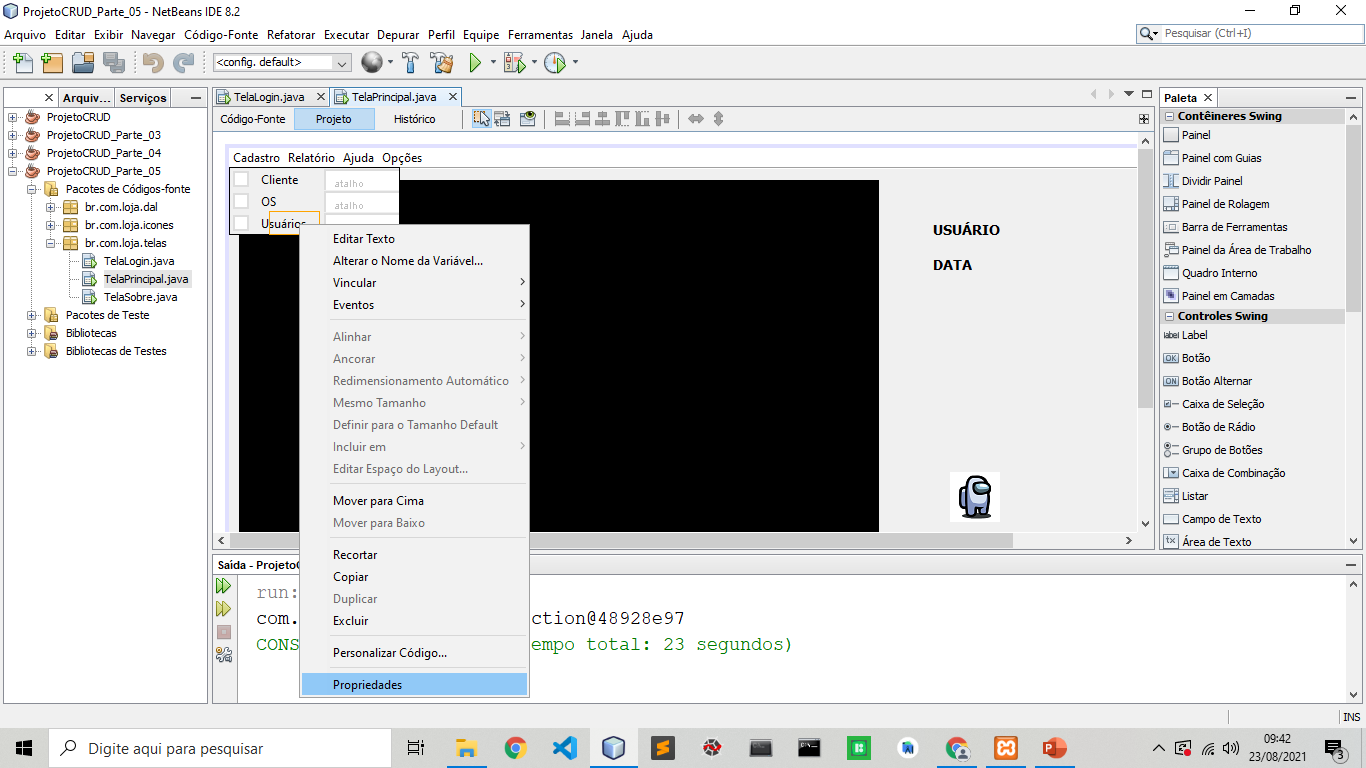 ProjetoCRUD_Parte_05 - NetBeans IDE 8.2
Arquivo Editar Exibir Navegar Código-Fonte Refatorar Executar Depurar Perfil Equipe Ferramentas Janela Ajuda
Pesquisar (Ctrl+I)
<config. default>
Arquiv... Serviços
ProjetoCRUD
ProjetoCRUD_Parte_03
ProjetoCRUD_Parte_04
ProjetoCRUD_Parte_05
Pacotes de Códigos-fonte
br.com.loja.dal
br.com.loja.icones
br.com.loja.telas
TelaLogin.java
TelaPrincipal.java
TelaSobre.java
Pacotes de Teste
Bibliotecas
Bibliotecas de Testes
TelaLogin.java TelaPrincipal.java
Código-Fonte Projeto Histórico
Cadastro Relatório Ajuda Opções
Cliente atalho
OS atalho
Usuários
USUÁRIO
DATA
Editar Texto
Alterar o Nome da Variável...
Vincular
Eventos
Alinhar
Ancorar
Redimensionamento Automático
Mesmo Tamanho
Definir para o Tamanho Default
Incluir em
Editar Espaço do Layout...
Mover para Cima
Mover para Baixo
Recortar
Copiar
Duplicar
Excluir
Personalizar Código...
Propriedades
Paleta
Contêineres Swing
Painel
Painel com Guias
Dividir Painel
Painel de Rolagem
Barra de Ferramentas
Painel da Área de Trabalho
Quadro Interno
Painel em Camadas
Controles Swing
label Label
OK Botão
ON Botão Alternar
Caixa de Seleção
Botão de Rádio
Grupo de Botões
Caixa de Combinação
Listar
Campo de Texto
Área de Texto
Saída - ProjetoC
run:
com. ction@48928e97
CONS empo total: 23 segundos)
INS
Digite aqui para pesquisar
09:42
23/08/2021
3